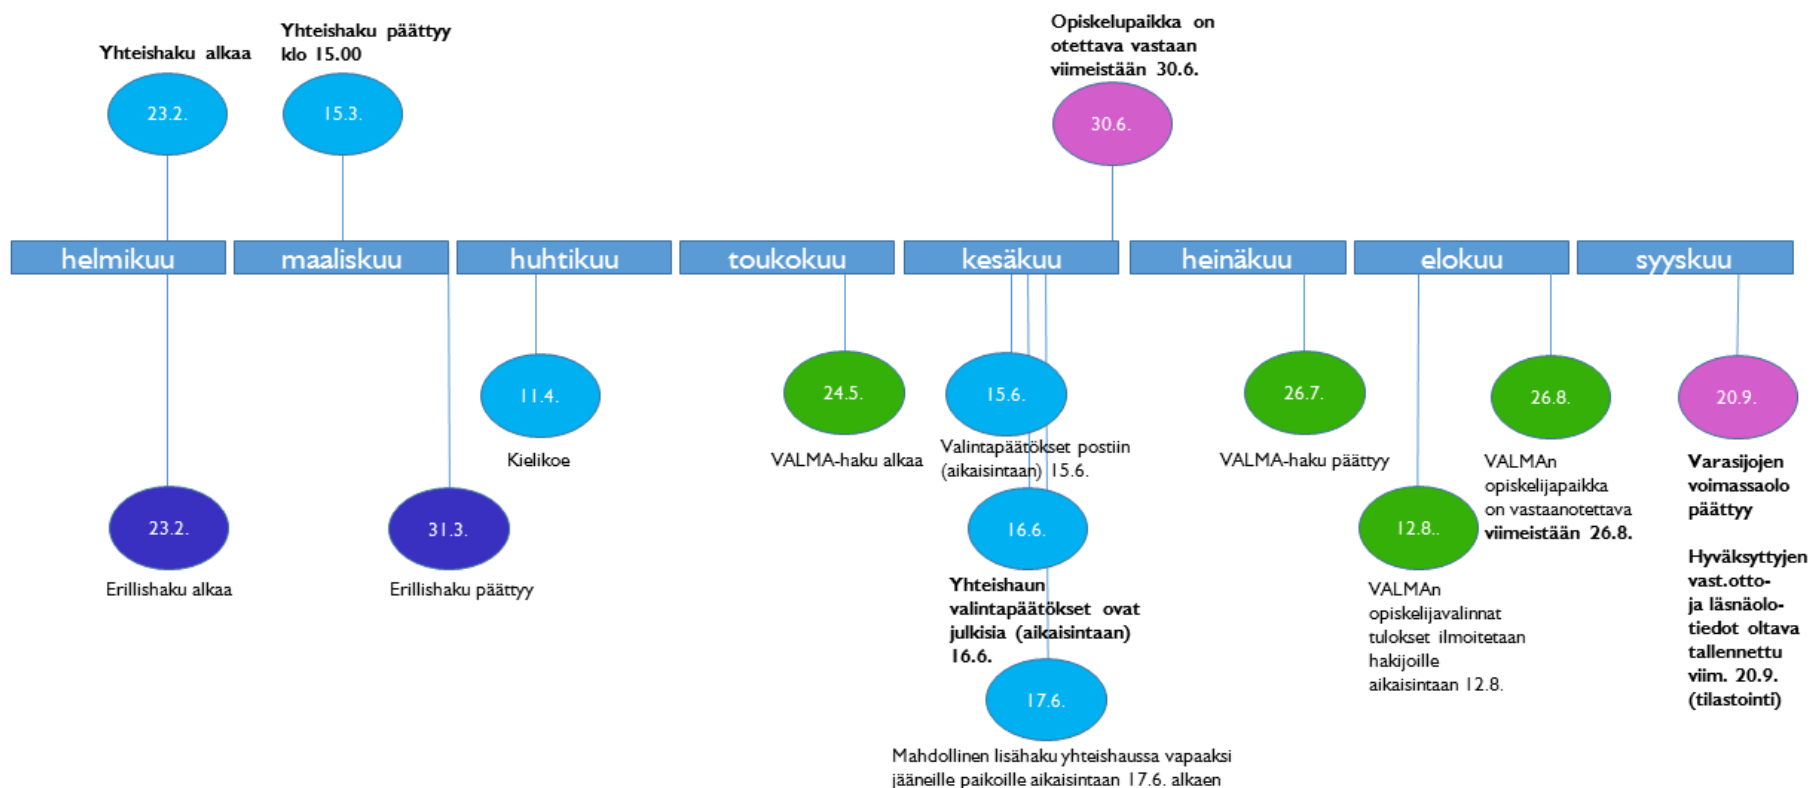 Yhteishaku alkaa
23.2.
Yhteishaku päättyy
klo 15.00
15.3.
Opiskelupaikka on
otettava vastaan
viimeistään 30.6.
30.6.
helmikuu
maaliskuu
huhtikuu
toukokuu
kesäkuu
heinäkuu
elokuu
syyskuu
23.2.
Erillishaku alkaa
31.3.
Erillishaku päättyy
11.4.
Kielikoe
24.5.
VALMA-haku alkaa
15.6.
Valintapäätökset postiin
(aikaisintaan) 15.6.
16.6.
Yhteishaun
valintapäätökset ovat
julkisia (aikaisintaan)
16.6.
17.6.
Mahdollinen lisähaku yhteishaussa vapaaksi
jääneille paikoille aikaisintaan 17.6. alkaen
26.7.
VALMA-haku päättyy
12.8..
VALMAn
opiskelijavalinnat
tulokset ilmoitetaan
hakijoille
aikaisintaan 12.8.
26.8.
VALMAn
opiskelijapaikka
on vastaanotettava
viimeistään 26.8.
20.9.
Varasijojen
voimassaolo
päättyy
Hyväksyttyjen
vast.otto-
ja läsnäolo-
tiedot oltava
tallennettu
viim. 20.9.
(tilastointi)